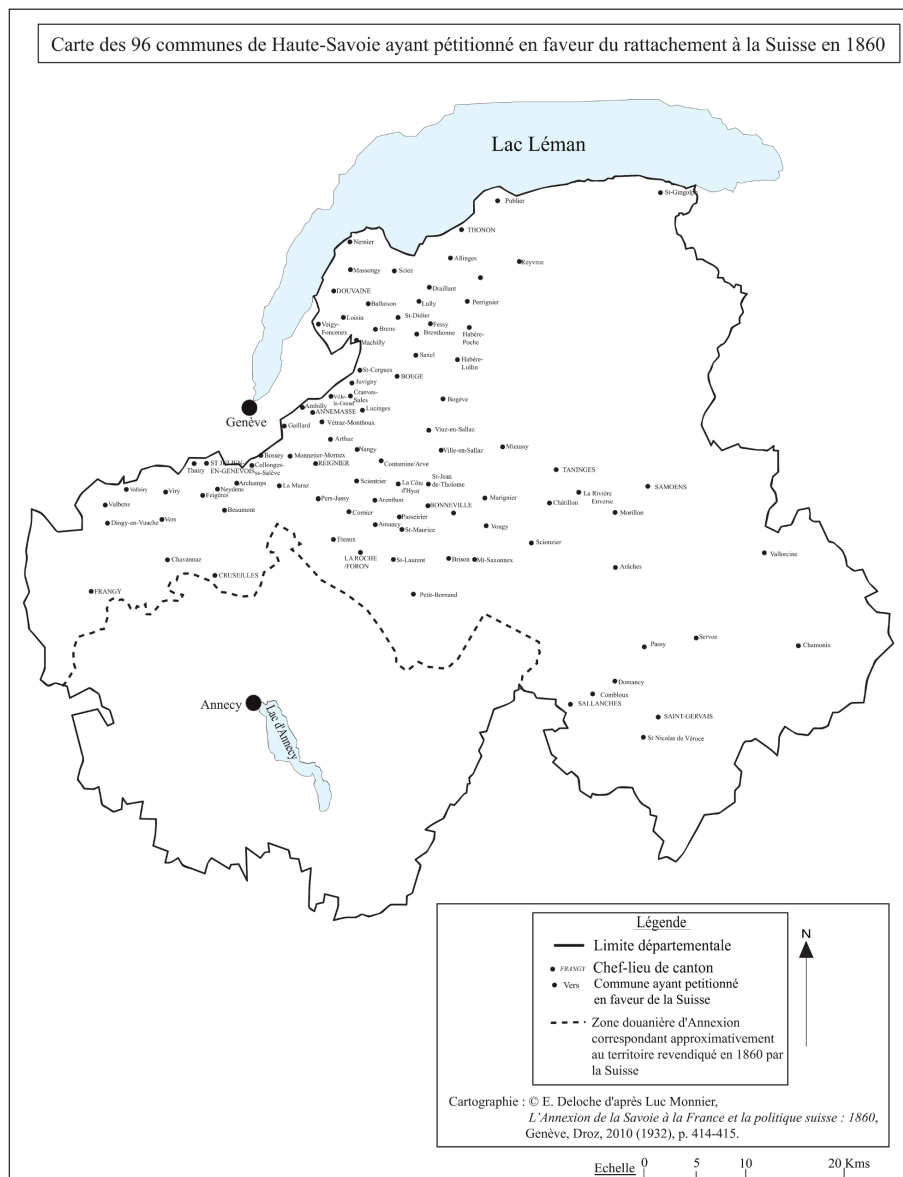 Carte des 96 communes de Haute-Savoie ayant pétitionné en faveur du rattachement à la Suisse en 1860
Lac Léman
St-Gingolph
Publier
THONON
Nernier
Allinges
Reyvroz
Massongy
Sciez
Draillant
DOUVAINE
Ballaison
Lully
Perrignier
Loisin
St-Didier
Veigy-
Foncenex
Brens
Fessy
Brenthonne
Habère-
Poche
Machilly
Saxel
Habère-
Lullin
St-Cergues
BOEGE
Juvigny
Ville-
la-Grand
Cranves-
Sales
Bogève
Genève
Ambilly
ANNEMASSE
Lucinges
Gaillard
Vétraz-Monthoux
Viuz-en-Sallaz
Arthaz
Nangy
Ville-en-Sallaz
Mieussy
Bossey
Monnetier-Mornex
Thairy
ST JULIEN
EN-GENEVOIS
Collonges-
ss-Salève
REIGNIER
Contamine/Arve
TANINGES
Archamps
La Muraz
Scientrier
La Côte
d'Hyot
St-Jean
de-Tholome
SAMOENS
Valleiry
Viry
Neydens
Feigères
La Rivière
Enverse
Vulbens
Beaumont
Pers-Jussy
Arenthon
BONNEVILLE
Marignier
Châtillon
Morillon
Dingy-en-Vuache
Vers
Cornier
Passeirier
Amancy
St-Maurice
Vougy
Eteaux
Scionzier
Vallorcine
Chavannaz
LA ROCHE
/FORON
St-Laurent
Brison
Mt-Saxonnex
Arâches
CRUSEILLES
FRANGY
Petit-Bornand
Servoz
Passy
Chamonix
Domancy
Combloux
SALLANCHES
Annecy
Lac d'Annecy
SAINT-GERVAIS
St Nicolas de Véroce
Légende
Limite départementale
FRANGY Chef-lieu de canton
Vers Commune ayant petitionné
en faveur de la Suisse
Zone douanière d'Annexion
correspondant approximativement
au territoire revendiqué en 1860 par
la Suisse
N
Cartographie : © E. Deloche d'après Luc Monnier,
L'Annexion de la Savoie à la France et la politique suisse : 1860,
Genève, Droz, 2010 (1932), p. 414-415.
Echelle 0 5 10 20 Kms